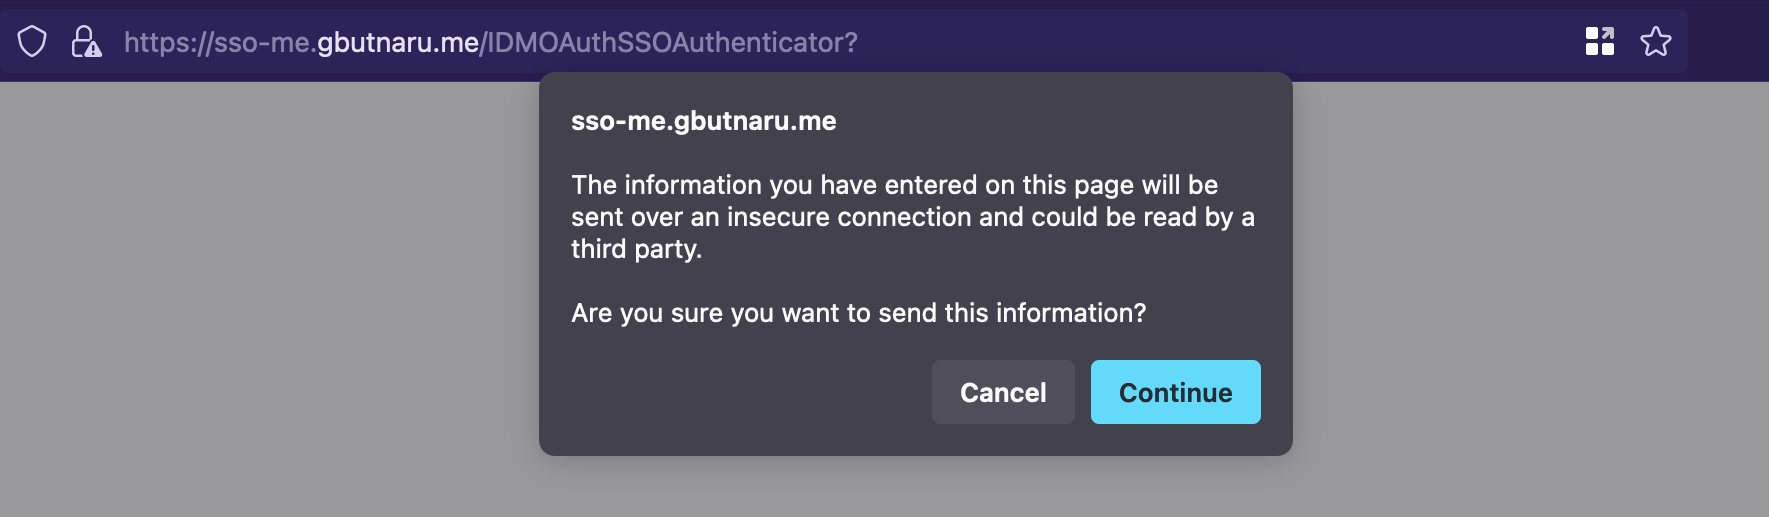 https://sso-me.gbutnaru.me/IDMOAuthSSOAuthenticator?
sso-me.gbutnaru.me
The information you have entered on this page will be
sent over an insecure connection and could be read by a
third party.
Are you sure you want to send this information?
Cancel Continue